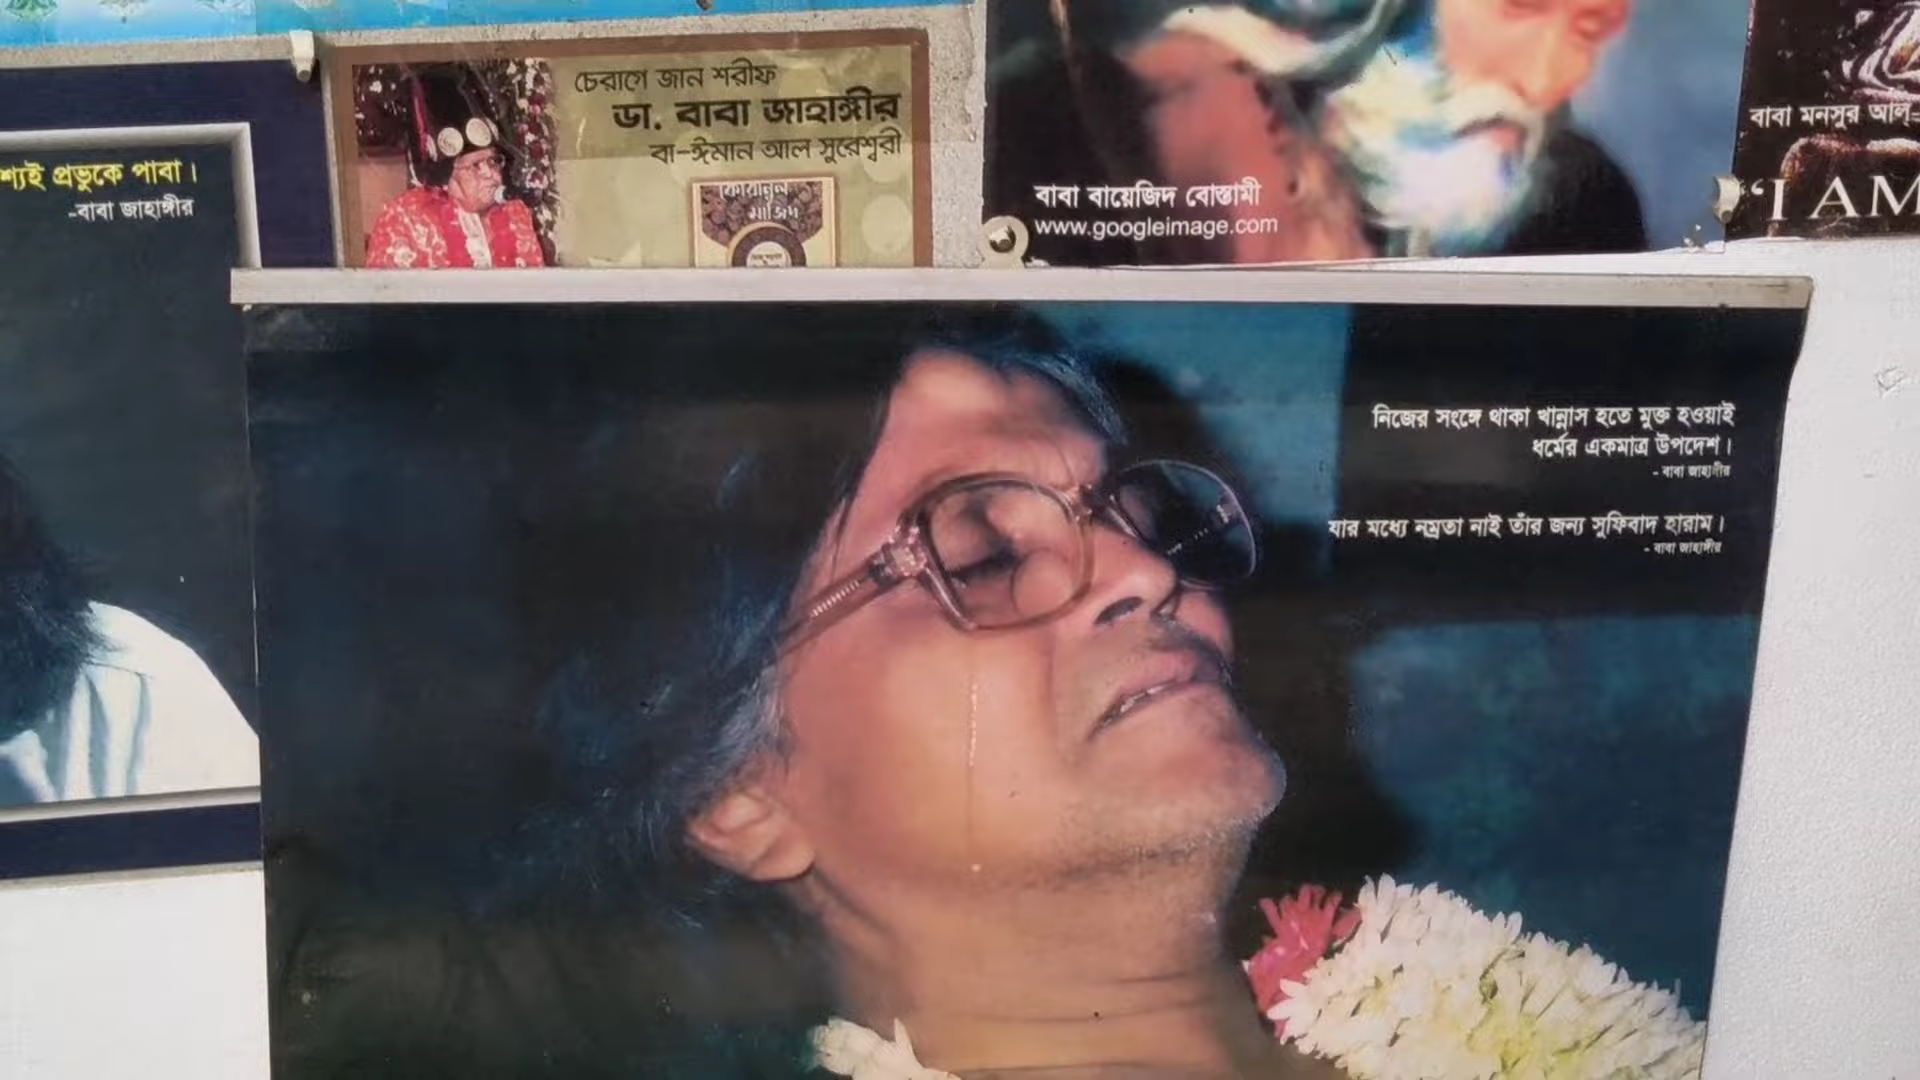 শ্যই প্রভুকে পাবা।
-বাবা জাহাঙ্গীর
চেরাগে জান শরীফ
ডা. বাবা জাহাঙ্গীর
বা-ঈমান আল সুরেশ্বরী
কোরানুল
মাজিদ
বাবা বায়েজিদ বোস্তামী
www.googleimage.com
বাবা মনসুর আল-
“I AM
নিজের সংঙ্গে থাকা খান্নাস হতে মুক্ত হওয়াই
ধর্মের একমাত্র উপদেশ।
- বাবা জাহাঙ্গীর
যার মধ্যে নম্রতা নাই তাঁর জন্য সুফিবাদ হারাম।
- বাবা জাহাঙ্গীর